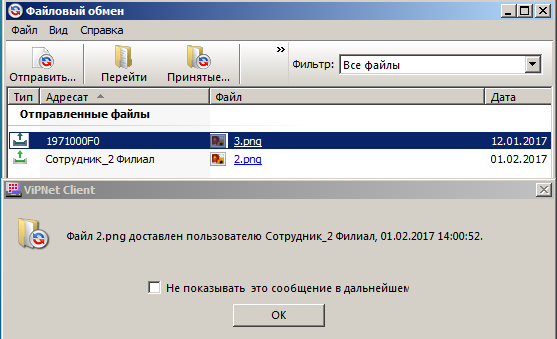 Файловый обмен
Файл Вид Справка
Отправить... Перейти Принятые... » Фильтр: Все файлы
Тип Адресат Файл Дата
Отправленные файлы
1971000F0 3.png 12.01.2017
Сотрудник_2 Филиал 2.png 01.02.2017
ViPNet Client
Файл 2.png доставлен пользователю Сотрудник_2 Филиал, 01.02.2017 14:00:52.
Не показывать это сообщение в дальнейшем
OK